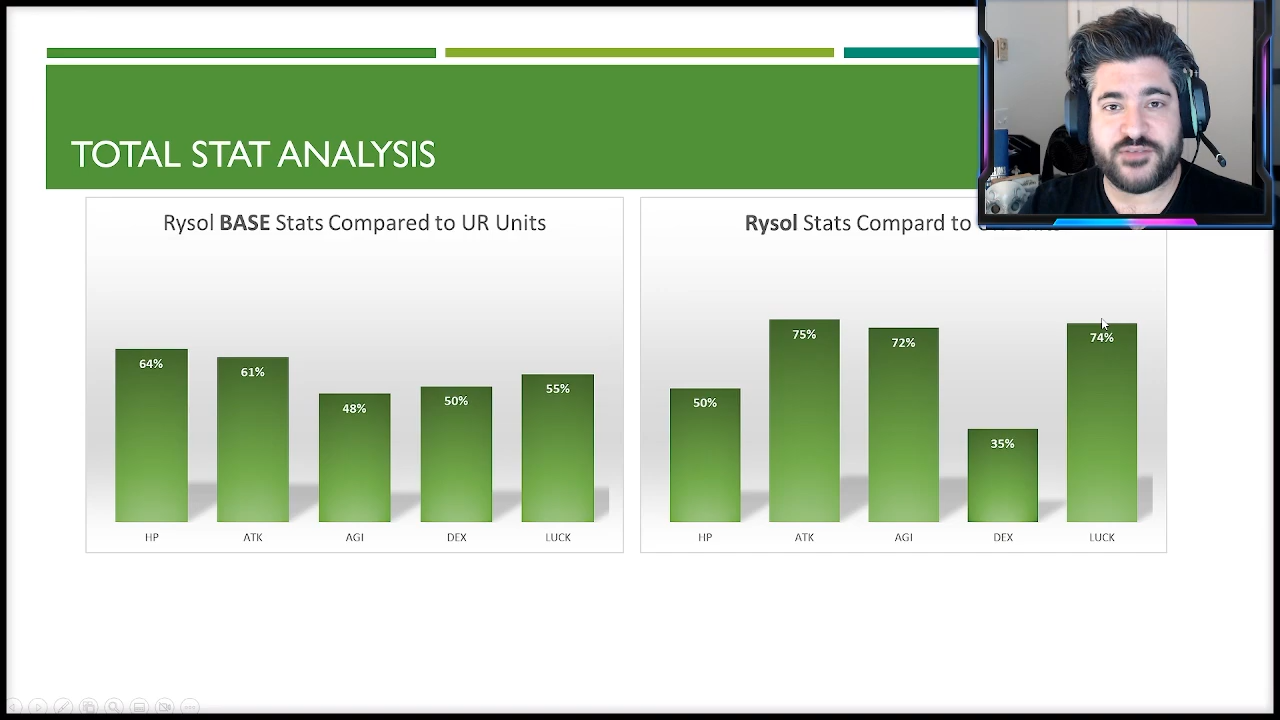 TOTAL STAT ANALYSIS
Rysol BASE Stats Compared to UR Units
64%
61%
48%
50%
55%
HP ATK AGI DEX LUCK
Rysol Stats Compard to
50%
75%
72%
35%
74%
HP ATK AGI DEX LUCK